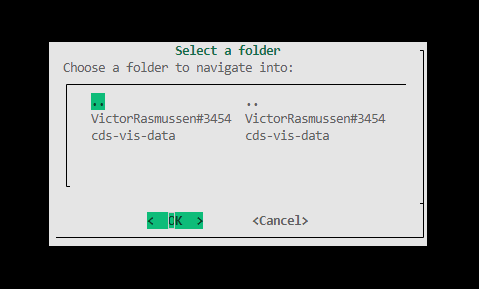 Select a folder
Choose a folder to navigate into:
.. ..
VictorRasmussen#3454 VictorRasmussen#3454
cds-vis-data cds-vis-data
< OK > <Cancel>